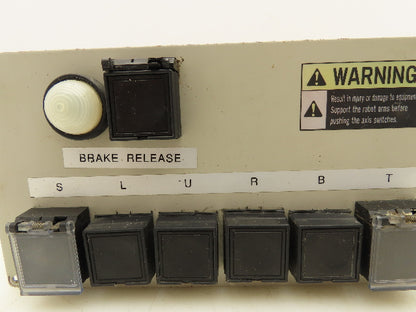 WARNING
Result in injury or damage to equipment
Support the robot arms before
pushing the axis switches.
BRAKE RELEASE
S L U R B T